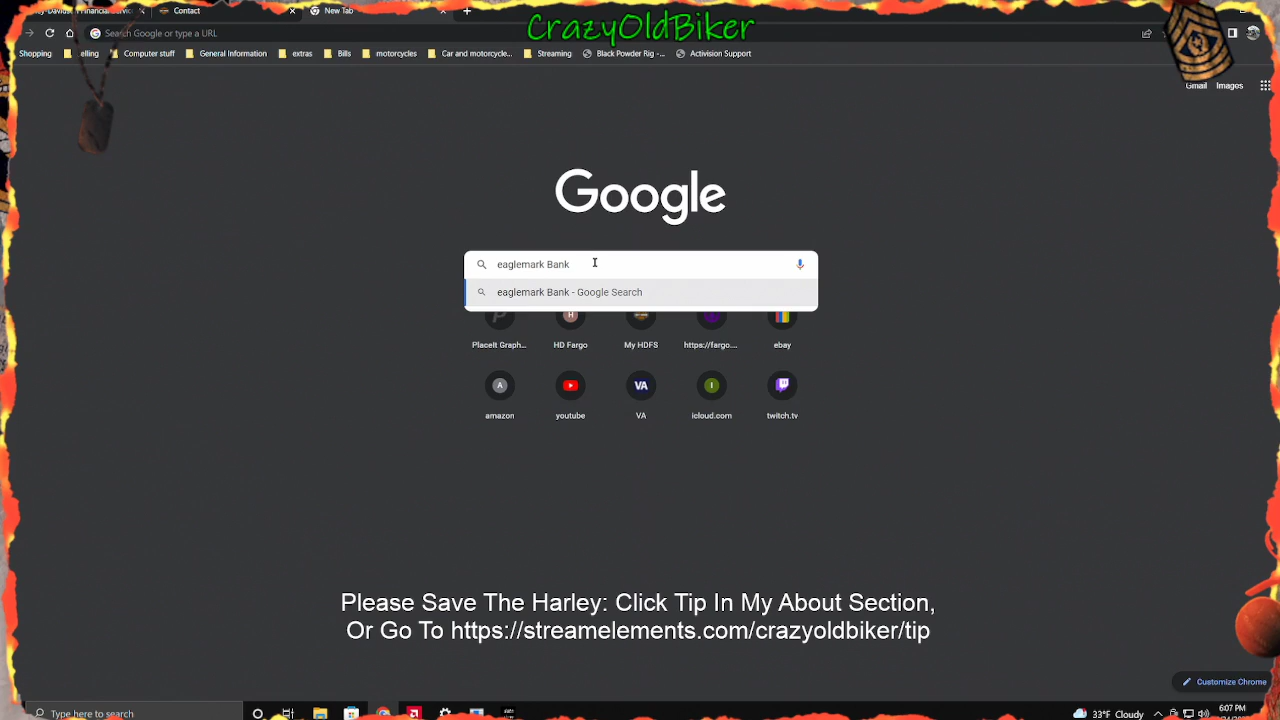 CrazyOldBiker
Contact
New Tab
Search Google or type a URL
Shopping elling Computer stuff General Information extras Bills motorcycles Car and motorcycle... Streaming Black Powder Rig -... Activision Support
Gmail Images
Google
eaglemark Bank
eaglemark Bank - Google Search
PlaceIt Graph... HD Fargo My HDFS https://fargo.... ebay
A I
amazon youtube VA icloud.com twitch.tv
VA
Please Save The Harley: Click Tip In My About Section,
Or Go To https://streamelements.com/crazyoldbiker/tip
Customize Chrome
Type here to search
33°F Cloudy
6:07 PM